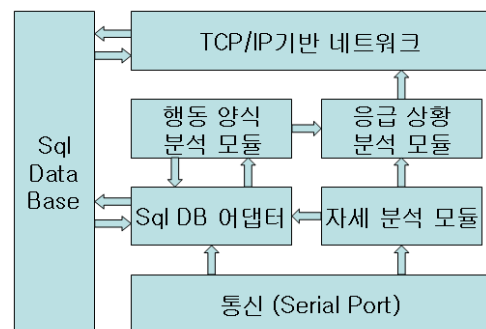 TCP/IP기반 네트워크
행동 양식
분석 모듈
응급 상황
분석 모듈
Sql
Data
Base
Sql DB 어댑터
자세 분석 모듈
통신 (Serial Port)